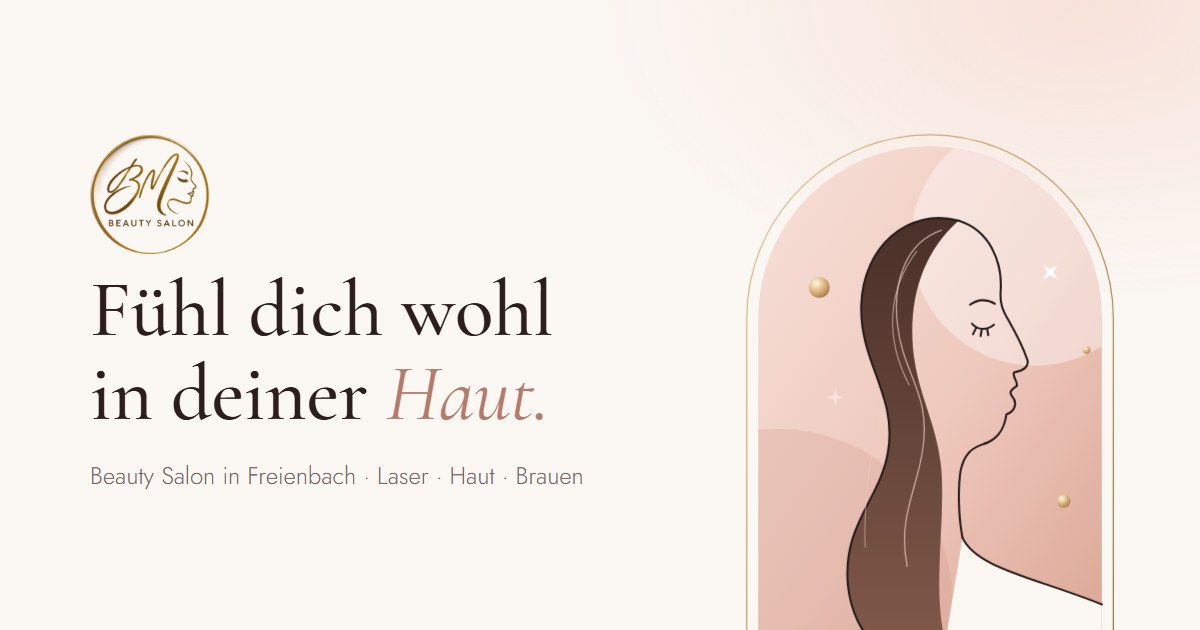 BM
BEAUTY SALON
Fühl dich wohl
in deiner Haut.
Beauty Salon in Freienbach · Laser · Haut · Brauen